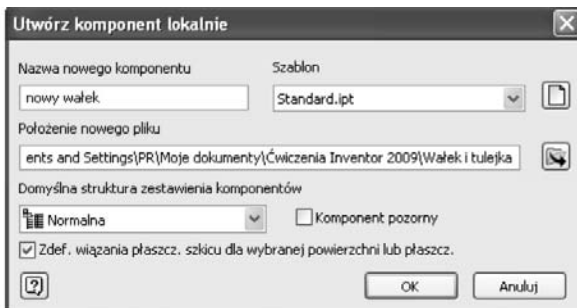 Utwórz komponent lokalnie
Nazwa nowego komponentu Szablon
nowy wałek Standard.ipt
Położenie nowego pliku
ents and Settings\PR\Moje dokumenty\Ćwiczenia Inventor 2009\Wałek i tulejka
Domyślna struktura zestawienia komponentów
Normalna Komponent pozorny
Zdef. wiązania płaszcz. szkicu dla wybranej powierzchni lub płaszcz.
? OK Anuluj